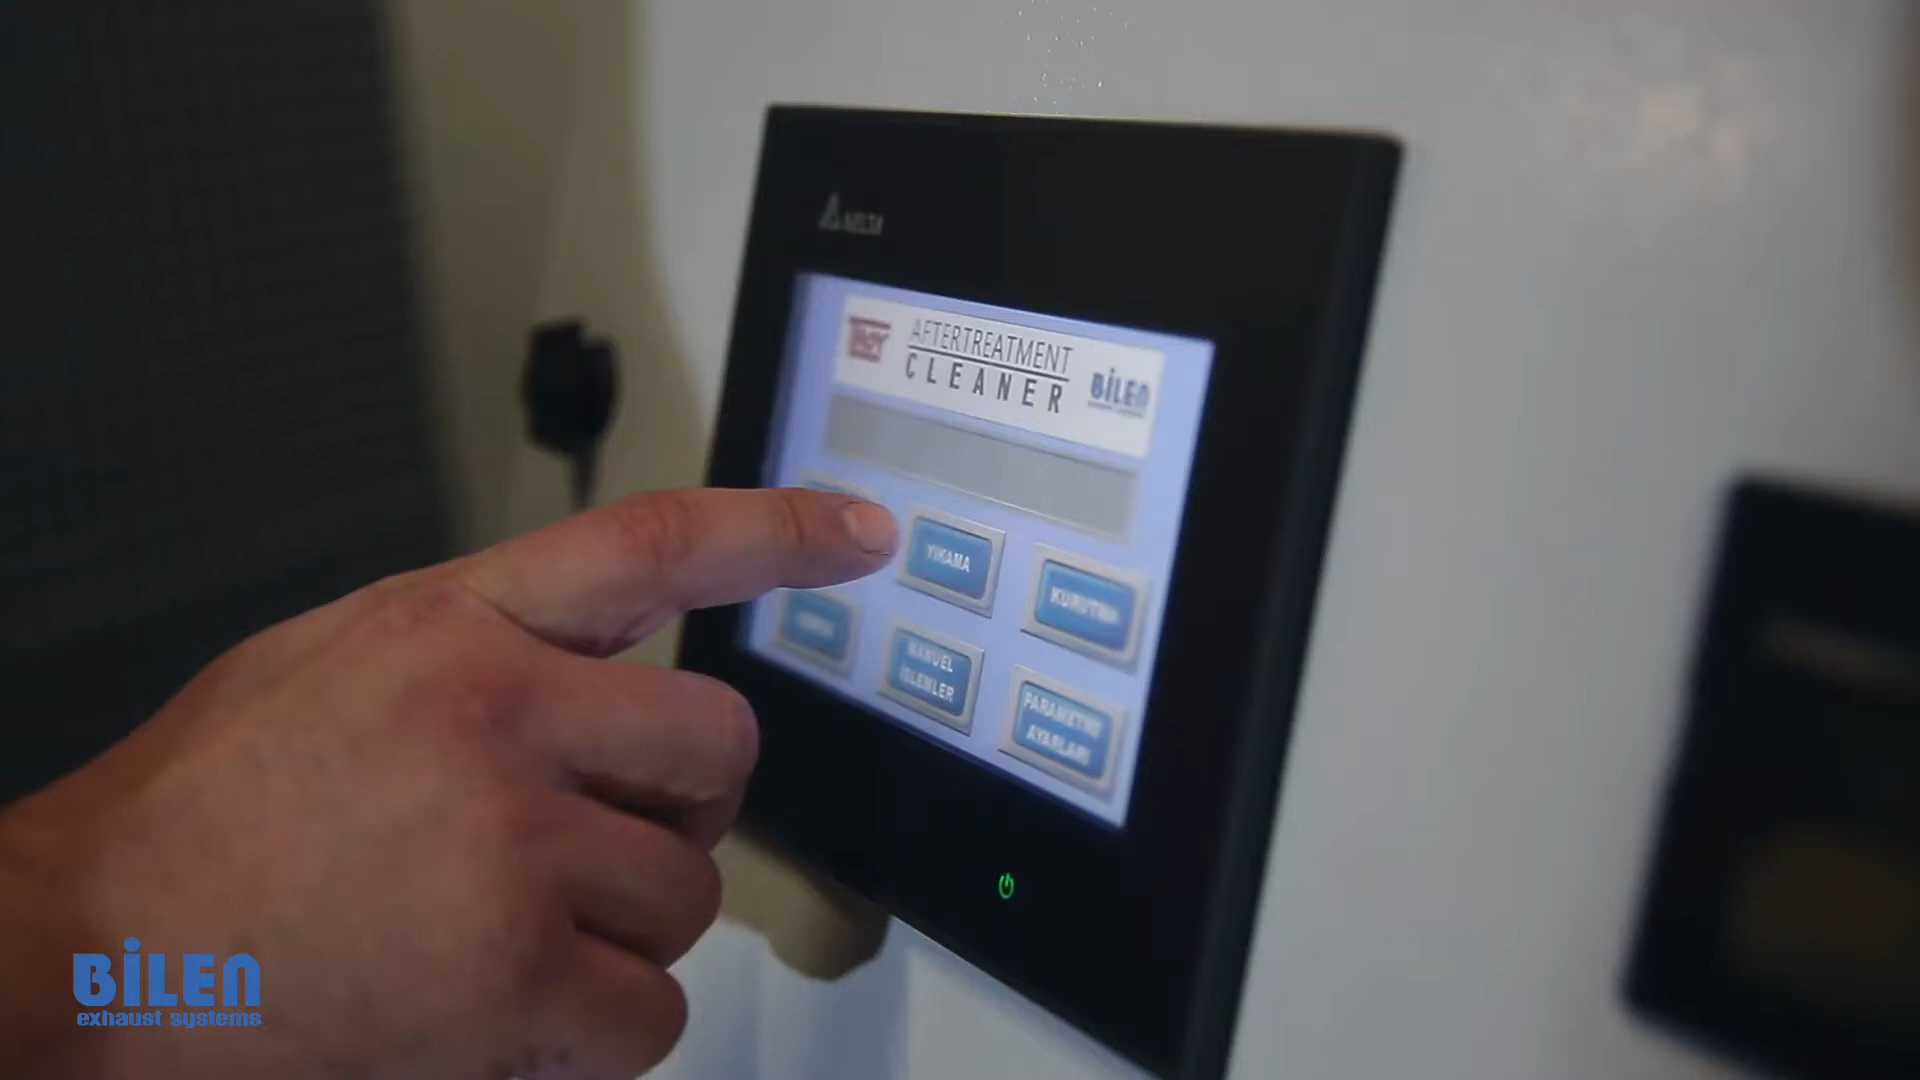 DELTA
AFTERTREATMENT
CLEANER
BİLEN
YIKAMA
KURUTMA
MANUEL
İŞLEMLER
PARAMETRE
AYARLARI
BİLEN
exhaust systems